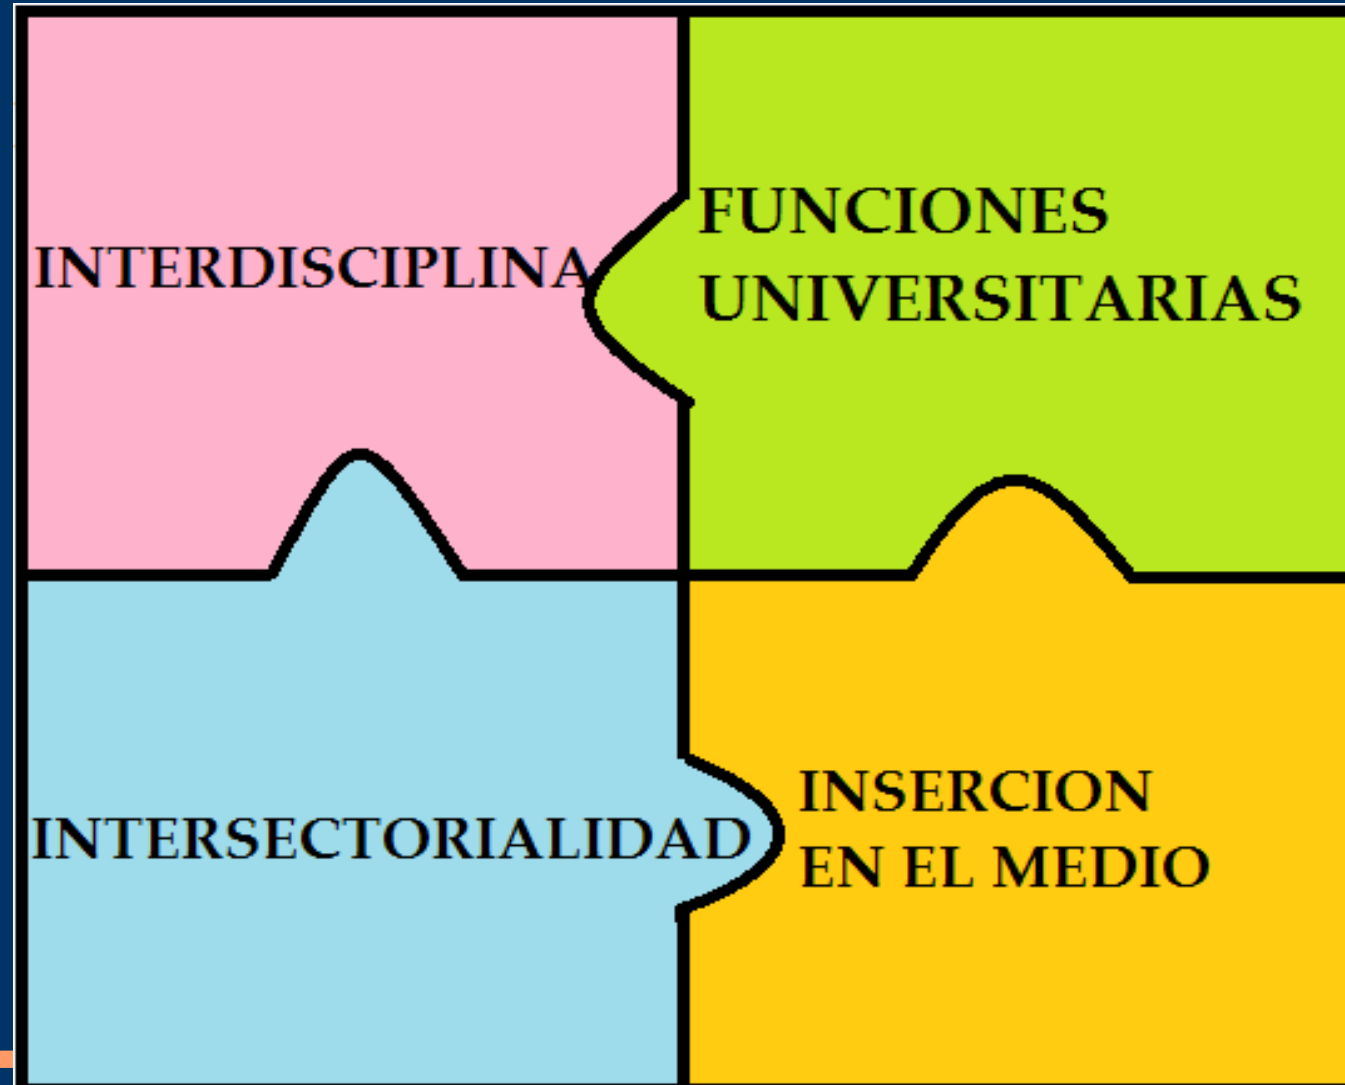 INTERDISCIPLINA
FUNCIONES
UNIVERSITARIAS
INTERSECTORIALIDAD
INSERCION
EN EL MEDIO